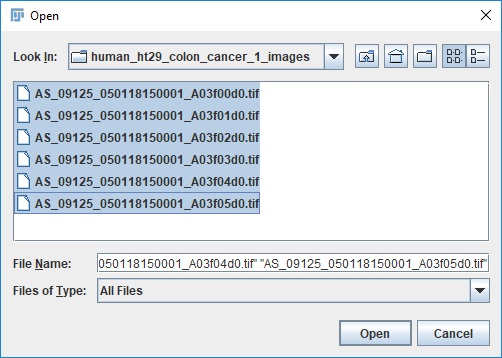 Open
Look In: human_ht29_colon_cancer_1_images
AS_09125_050118150001_A03f00d0.tif
AS_09125_050118150001_A03f01d0.tif
AS_09125_050118150001_A03f02d0.tif
AS_09125_050118150001_A03f03d0.tif
AS_09125_050118150001_A03f04d0.tif
AS_09125_050118150001_A03f05d0.tif
File Name: 050118150001_A03f04d0.tif" "AS_09125_050118150001_A03f05d0.tif"
Files of Type: All Files
Open Cancel